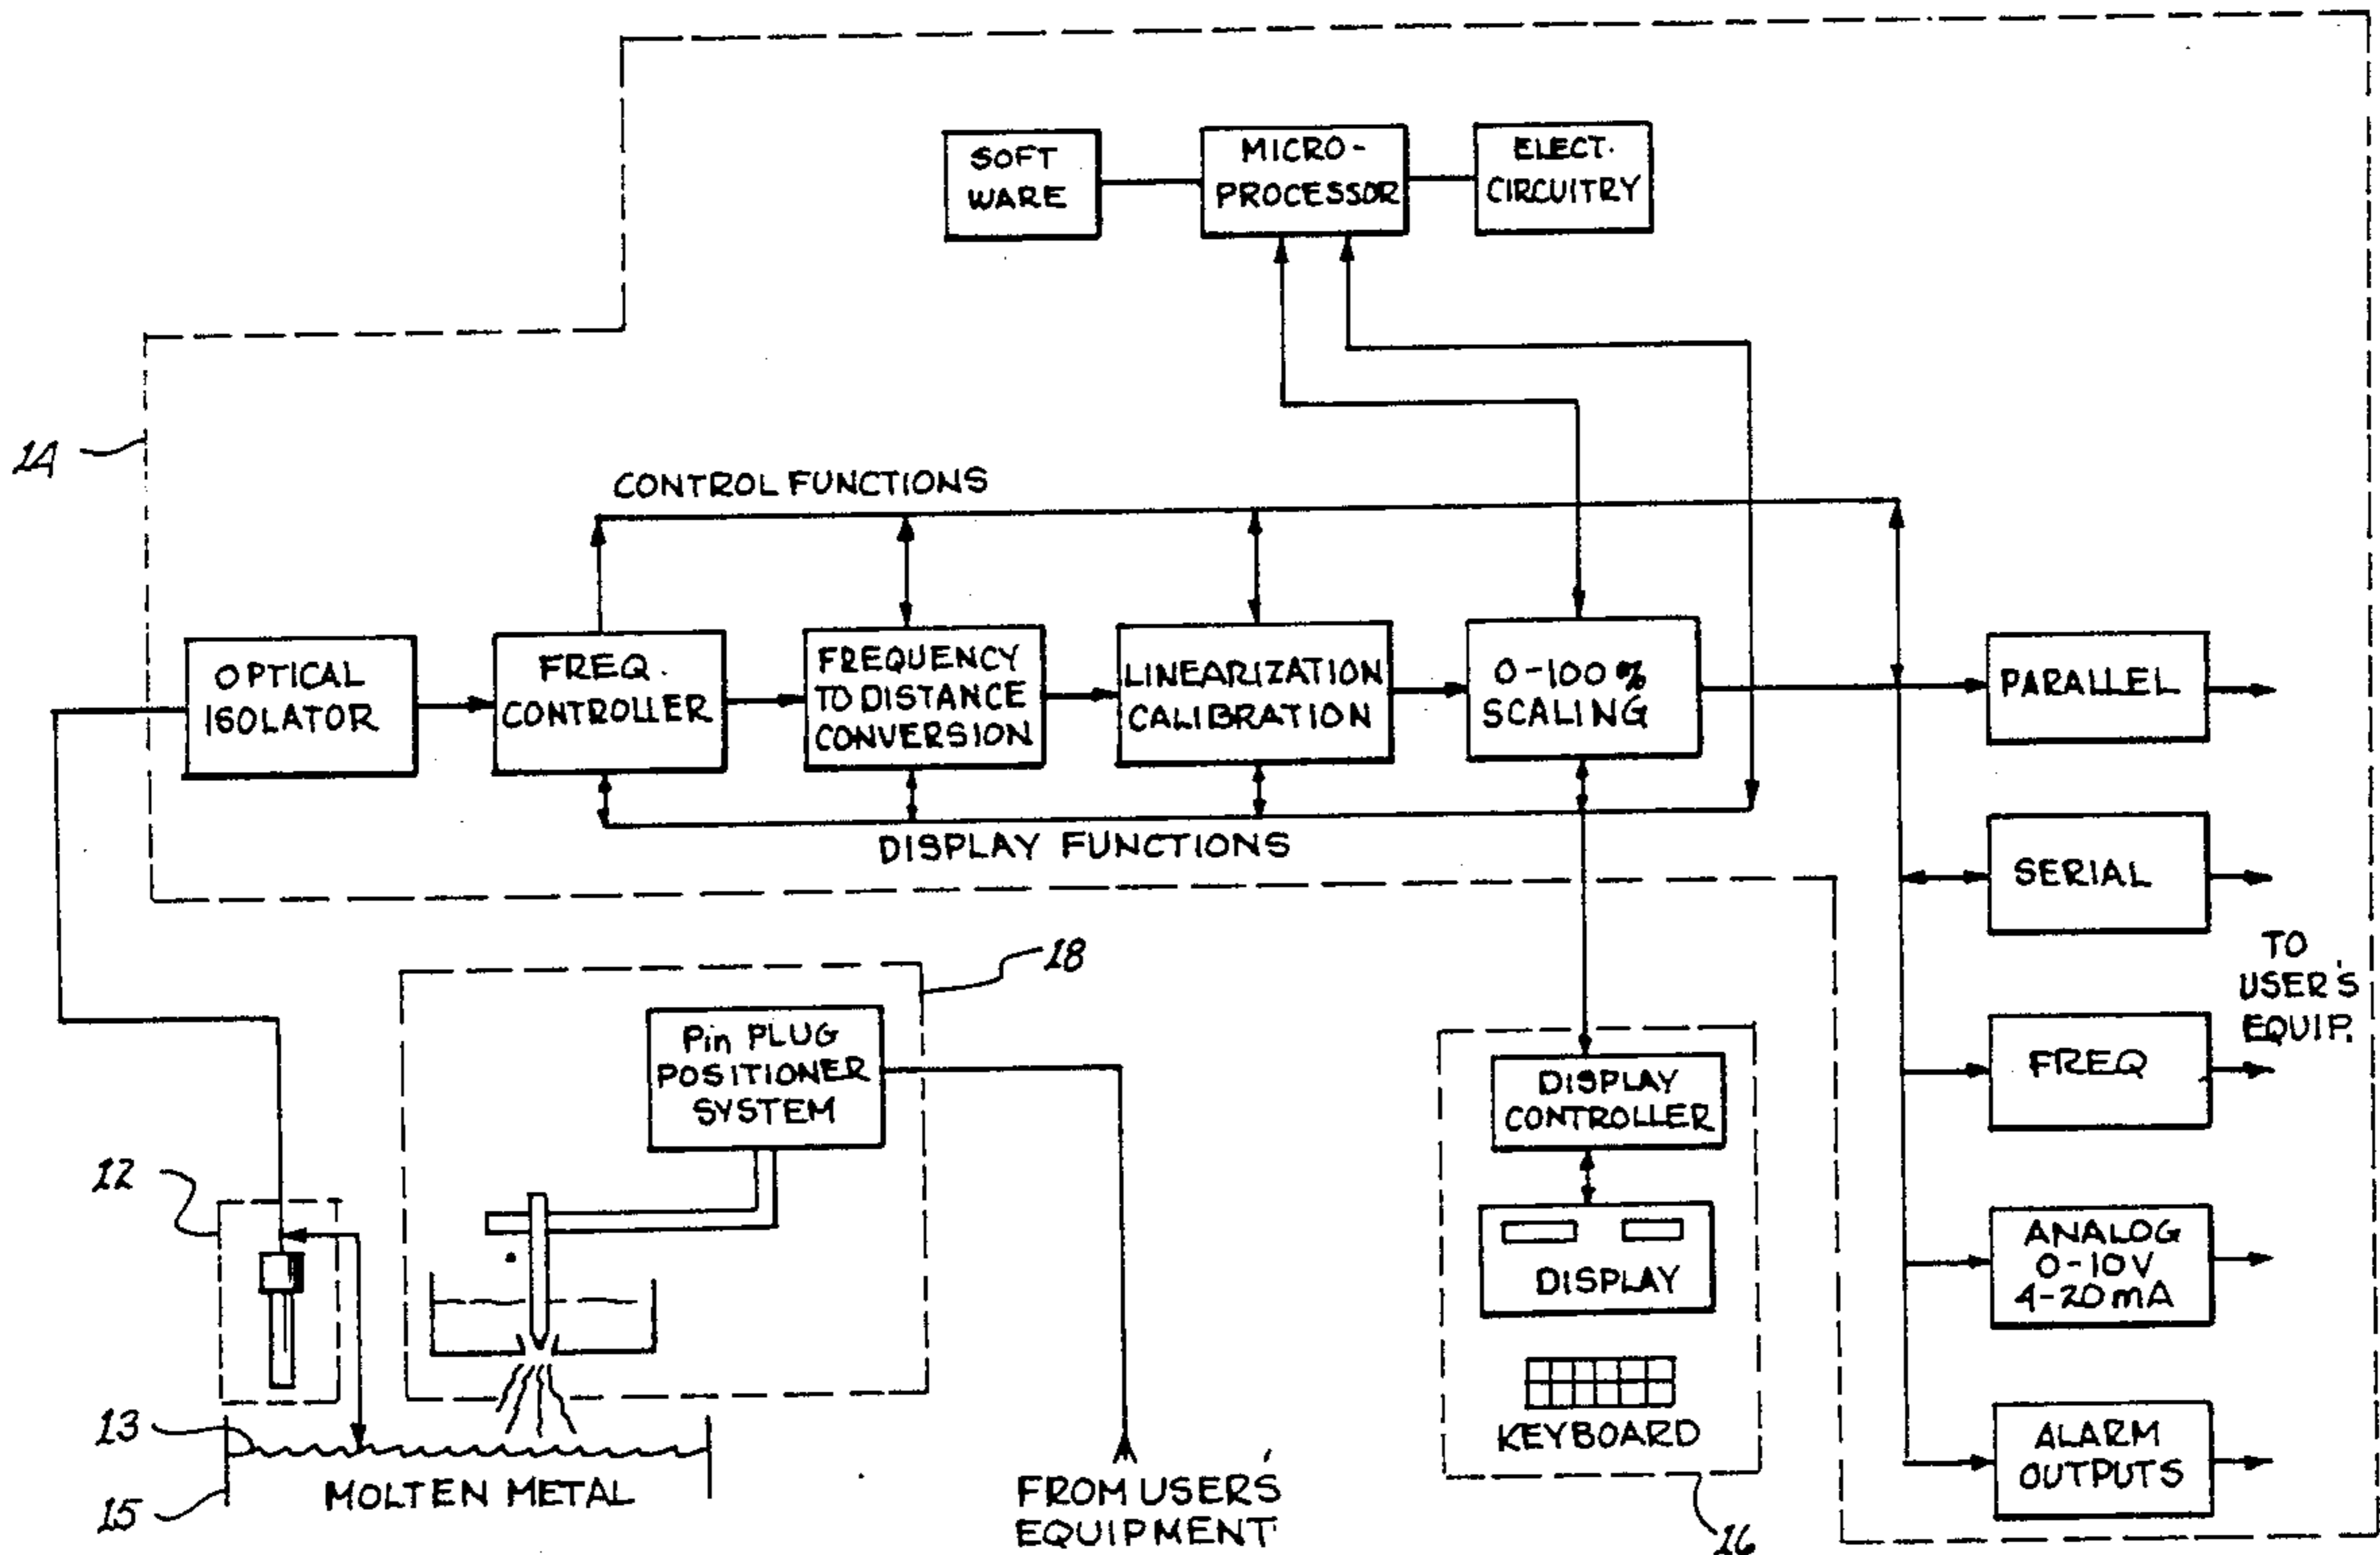 SOFT
WARE
MICRO-
PROCESSOR
ELECT.
CIRCUITRY
14
CONTROL FUNCTIONS
OPTICAL
ISOLATOR
FREQ.
CONTROLLER
FREQUENCY
TO DISTANCE
CONVERSION
LINEARIZATION
CALIBRATION
0-100%
SCALING
PARALLEL
DISPLAY FUNCTIONS
SERIAL
TO
USER'S
EQUIP.
18
Pin PLUG
POSITIONER
SYSTEM
DISPLAY
CONTROLLER
FREQ
12
DISPLAY
ANALOG
0-10V
4-20mA
KEYBOARD
13
MOLTEN METAL
15
FROM USER'S
EQUIPMENT
16
ALARM
OUTPUTS